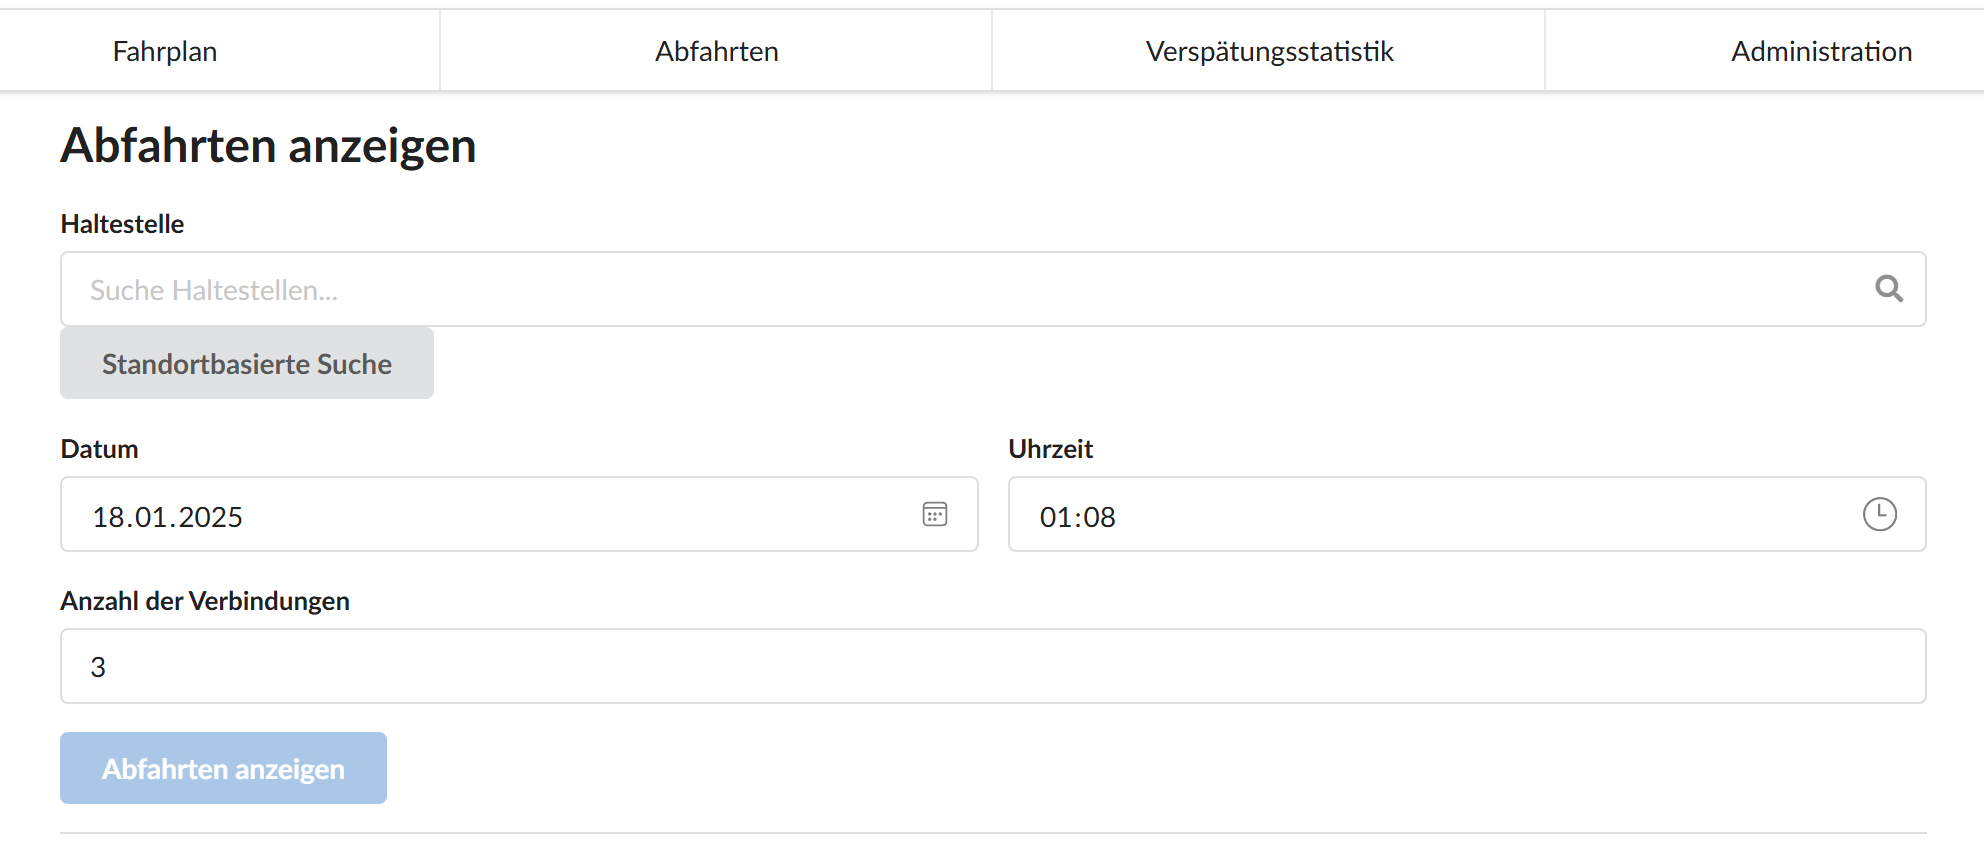 Fahrplan Abfahrten Verspätungsstatistik Administration
Abfahrten anzeigen
Haltestelle
Suche Haltestellen...
Standortbasierte Suche
Datum Uhrzeit
18.01.2025 01:08
Anzahl der Verbindungen
3
Abfahrten anzeigen